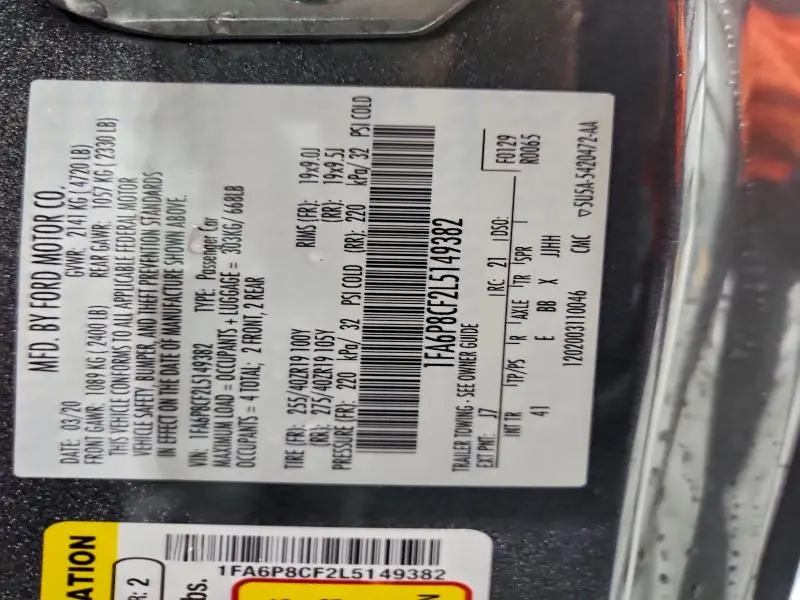 MFD. BY FORD MOTOR CO.
DATE: 03/20 GVWR: 2141 KG (4720 LB)
FRONT GAWR: 1089 KG (2400 LB) REAR GAWR: 1057 KG (2330 LB)
THIS VEHICLE CONFORMS TO ALL APPLICABLE FEDERAL MOTOR
VEHICLE SAFETY, BUMPER, AND THEFT PREVENTION STANDARDS
IN EFFECT ON THE DATE OF MANUFACTURE SHOWN ABOVE.
VIN: 1FA6P8CF2L5149382 TYPE: Passenger Car
MAXIMUM LOAD = OCCUPANTS + LUGGAGE = 303KG/ 668LB
OCCUPANTS = 4 TOTAL; 2 FRONT, 2 REAR
TIRE (FR): 255/40ZR19 100Y RIMS (FR): 19x9.0J
(RR): 275/40ZR19 105Y (RR): 19x9.5J
PRESSURE (FR): 220 kPa/ 32 PSI COLD (RR): 220 kPa/ 32 PSI COLD
1FA6P8CF2L5149382
TRAILER TOWING - SEE OWNER GUIDE F0129
EXT PNT: J7 RC: 21 DSO: R0065
INT TR TP/PS R AXLE TR SPR
41 E BB X JJHH
1202003110046 CMC ▽5U5A-5420472-AA
ATION
R: 2
bs.
1FA6P8CF2L5149382